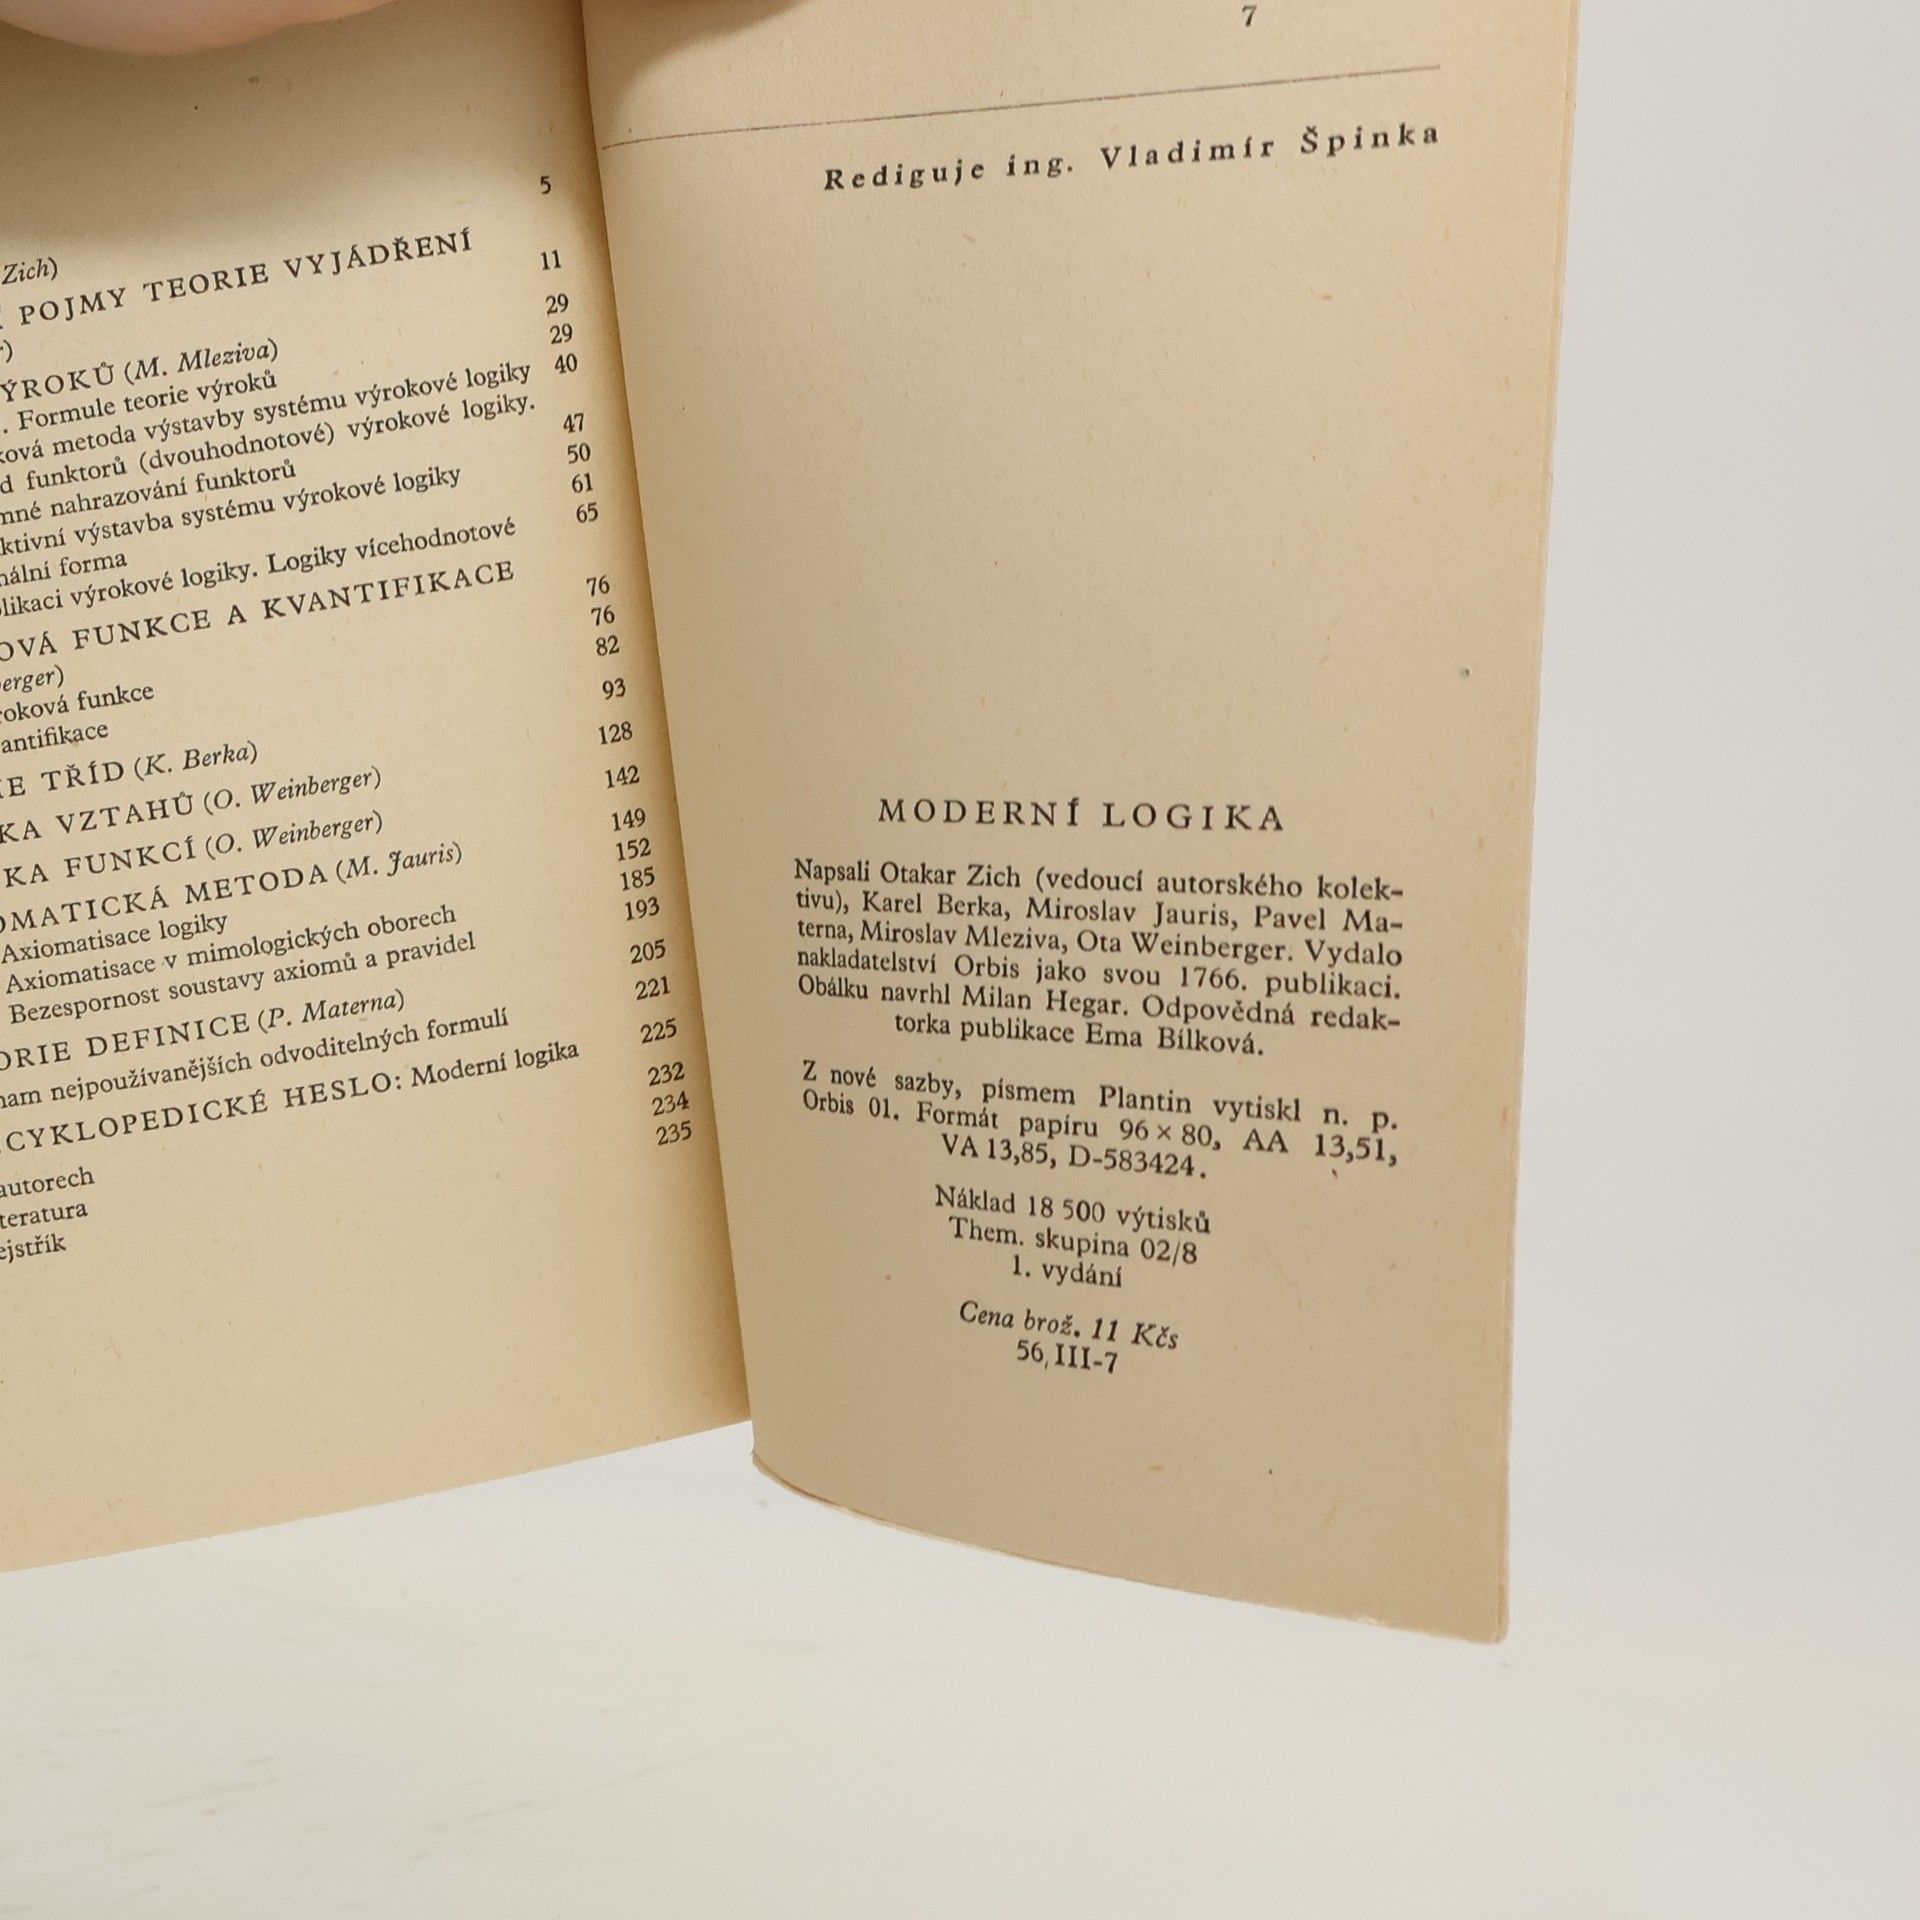 5
Zich)
POJMY TEORIE VYJÁDŘENÍ 11
29
ÝROKŮ (M. Mleziva) 29
. Formule teorie výroků 40
ková metoda výstavby systému výrokové logiky
d funktorů (dvouhodnotové) výrokové logiky. 47
mné nahrazování funktorů 50
ktivní výstavba systému výrokové logiky 61
nální forma 65
likaci výrokové logiky. Logiky vícehodnotové
OVÁ FUNKCE A KVANTIFIKACE 76
erger) 76
roková funkce 82
antifikace
IE TŘÍD (K. Berka) 93
KA VZTAHŮ (O. Weinberger) 128
KA FUNKCÍ (O. Weinberger) 142
OMATICKÁ METODA (M. Jauris) 149
Axiomatisace logiky 152
Axiomatisace v mimologických oborech 185
Bezespornost soustavy axiomů a pravidel 193
ORIE DEFINICE (P. Materna) 205
nam nejpoužívanějších odvoditelných formulí 221
CYKLOPEDICKÉ HESLO: Moderní logika 225
autorech 232
teratura 234
ejstřík 235
7
Rediguje ing. Vladimír Špinka
MODERNÍ LOGIKA
Napsali Otakar Zich (vedoucí autorského kolek-
tivu), Karel Berka, Miroslav Jauris, Pavel Ma-
terna, Miroslav Mleziva, Ota Weinberger. Vydalo
nakladatelství Orbis jako svou 1766. publikaci.
Obálku navrhl Milan Hegar. Odpovědná redak-
torka publikace Ema Bílková.
Z nové sazby, písmem Plantin vytiskl n. p.
Orbis 01. Formát papíru 96 × 80, AA 13,51,
VA 13,85, D-583424.
Náklad 18 500 výtisků
Them. skupina 02/8
1. vydání
Cena brož. 11 Kčs
56, III-7